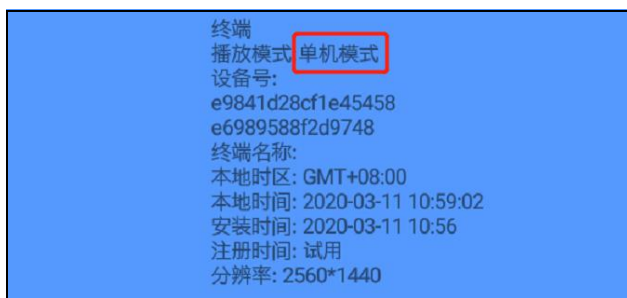 终端
播放模式 单机模式
设备号:
e9841d28cf1e45458
e6989588f2d9748
终端名称:
本地时区: GMT+08:00
本地时间: 2020-03-11 10:59:02
安装时间: 2020-03-11 10:56
注册时间: 试用
分辨率: 2560*1440